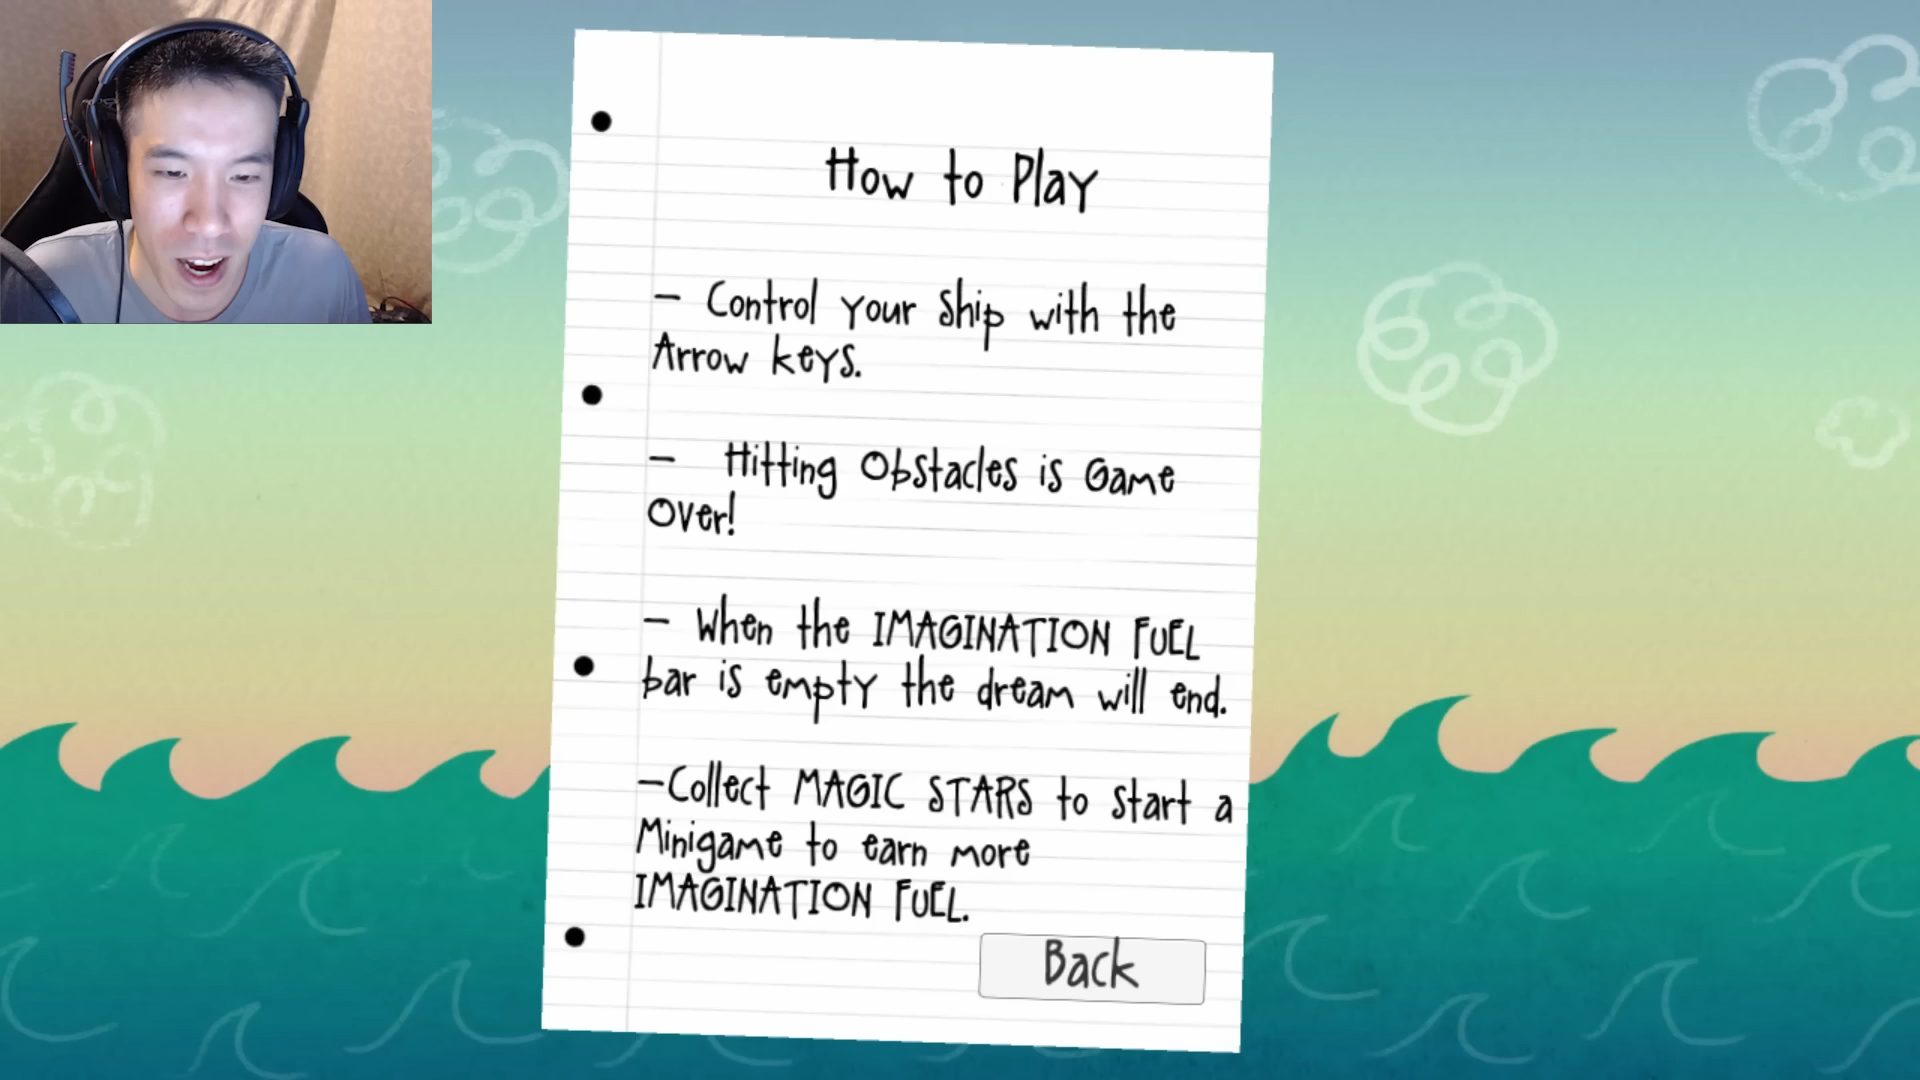 How to Play
- Control your ship with the
Arrow keys.
- Hitting Obstacles is Game
Over!
- When the IMAGINATION FUEL
bar is empty the dream will end.
-Collect MAGIC STARS to start a
Minigame to earn more
IMAGINATION FUEL.
Back